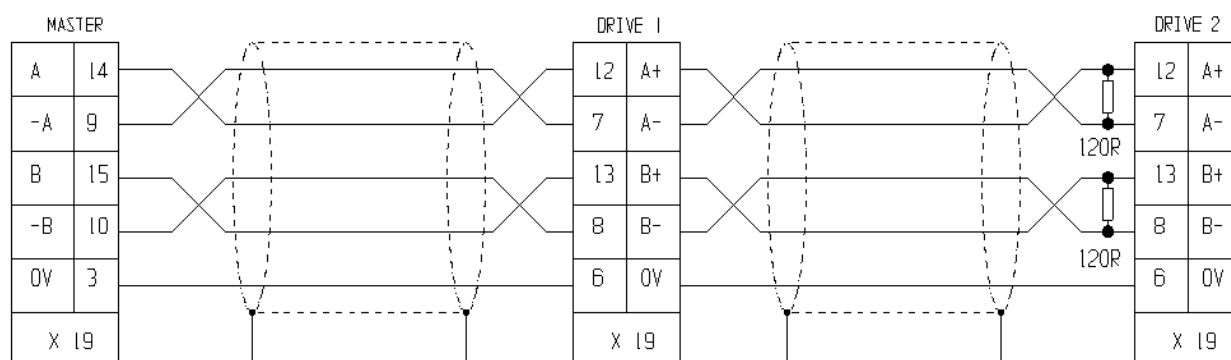 MASTER
A 14
-A 9
B 15
-B 10
0V 3
X 19
DRIVE 1
12 A+
7 A-
13 B+
8 B-
6 0V
X 19
120R
120R
DRIVE 2
12 A+
7 A-
13 B+
8 B-
6 0V
X 19